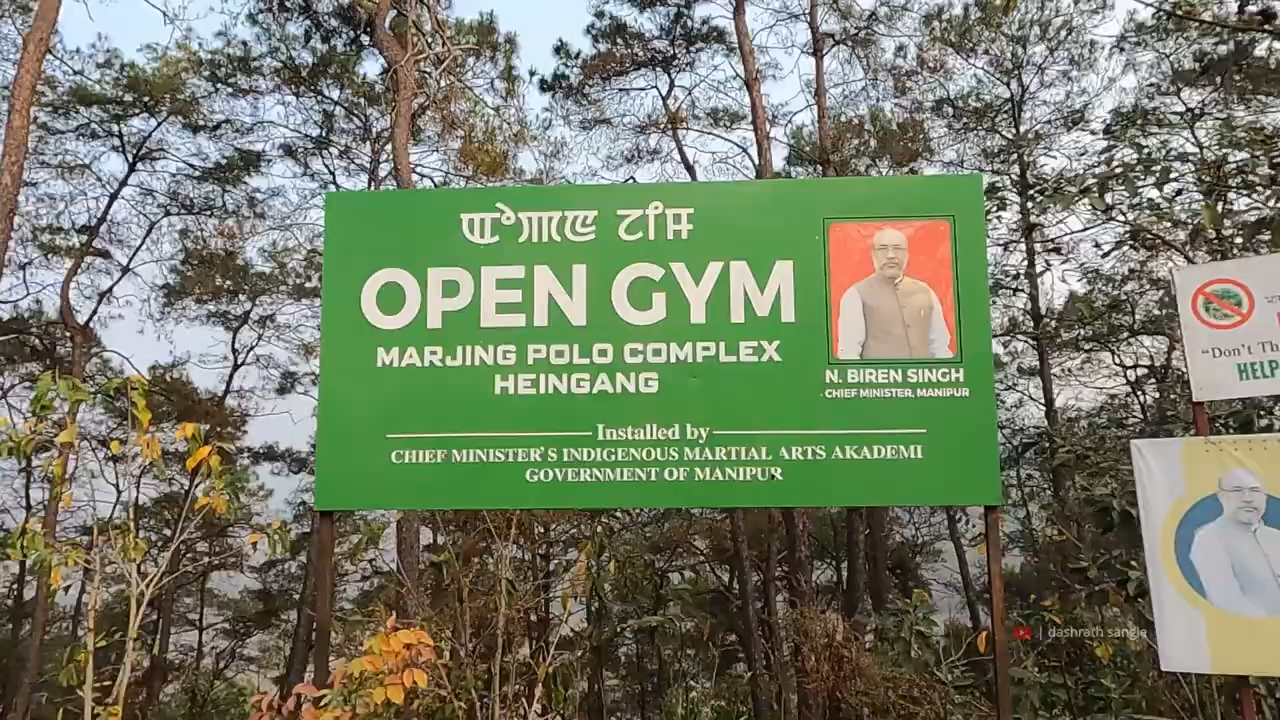 ꯑꯣꯄꯦꯟ ꯖꯤꯝ
OPEN GYM
MARJING POLO COMPLEX
HEINGANG
N. BIREN SINGH
CHIEF MINISTER, MANIPUR
Installed by
CHIEF MINISTER'S INDIGENOUS MARTIAL ARTS AKADEMI
GOVERNMENT OF MANIPUR
“Don't
HELP
| dashrath sangle